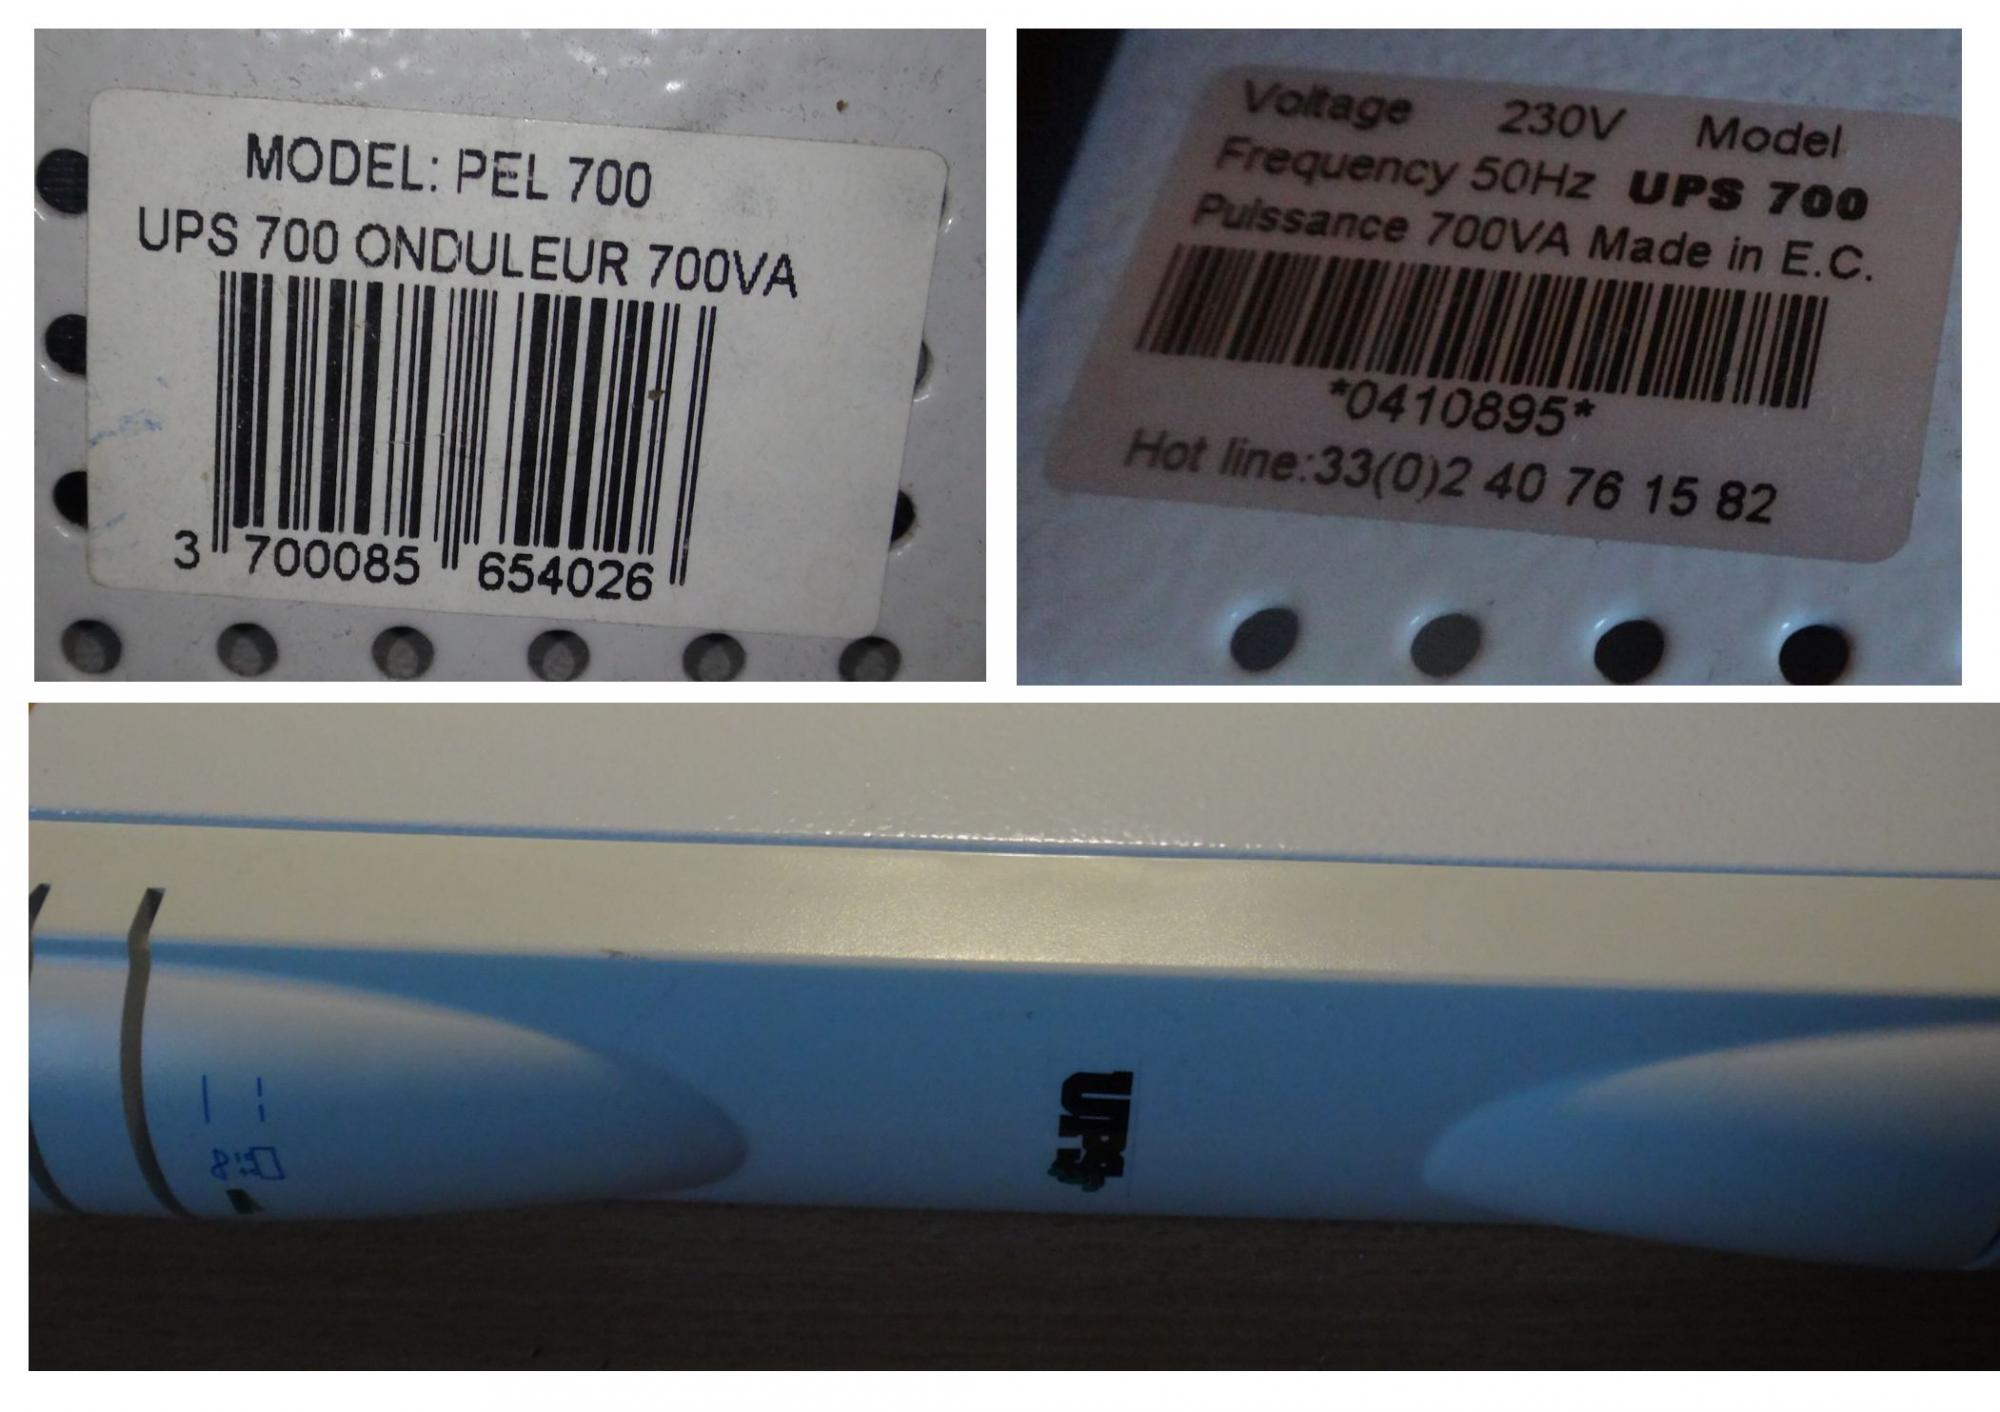 MODEL: PEL 700
UPS 700 ONDULEUR 700VA
3 700085 654026
Voltage 230V Model
Frequency 50Hz UPS 700
Puissance 700VA Made in E.C.
*0410895*
Hot line:33(0)2 40 76 15 82
UPS